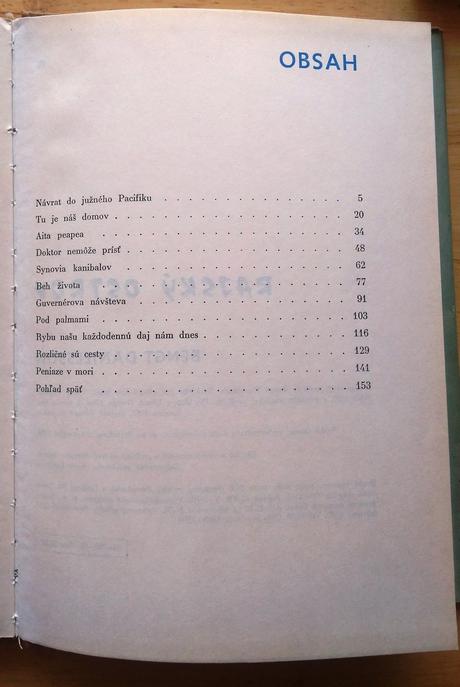 OBSAH
Návrat do južného Pacifiku . . . . . . . . . . 5
Tu je náš domov . . . . . . . . . . . . 20
Aita peapea . . . . . . . . . . . . . 34
Doktor nemôže prísť . . . . . . . . . . . 48
Synovia kanibalov . . . . . . . . . . . 62
Beh života . . . . . . . . . . . . . . 77
Guvernérova návšteva . . . . . . . . . . . 91
Pod palmami . . . . . . . . . . . . . 103
Rybu našu každodennú daj nám dnes . . . . . . . . 116
Rozličné sú cesty . . . . . . . . . . . . 129
Peniaze v mori . . . . . . . . . . . . . 141
Pohľad späť . . . . . . . . . . . . . 153